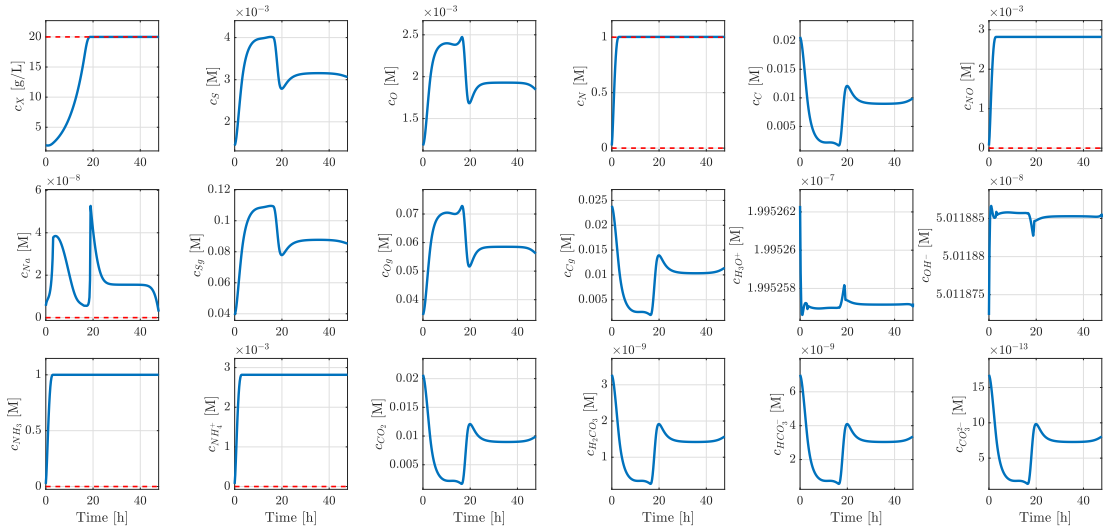 ×10⁻³ ×10⁻³ ×10⁻³
20 15 10 5
4 3 2
2.5 2 1.5
1 0.5 0
0.02 0.015 0.01 0.005
3 2 1 0
c_X [g/L] c_S [M] c_O [M] c_N [M] c_C [M] c_NO [M]
0 20 40 0 20 40 0 20 40 0 20 40 0 20 40 0 20 40
×10⁻⁸ ×10⁻⁷ ×10⁻⁸
6 4 2 0
0.12 0.1 0.08 0.06 0.04
0.07 0.06 0.05 0.04
0.025 0.02 0.015 0.01 0.005
1.995262 1.99526 1.995258
5.011885 5.01188 5.011875
c_Na [M] c_Sg [M] c_Og [M] c_Cg [M] c_H₃O⁺ [M] c_OH⁻ [M]
0 20 40 0 20 40 0 20 40 0 20 40 0 20 40 0 20 40
×10⁻³ ×10⁻⁹ ×10⁻⁹ ×10⁻¹³
1 0.5 0
3 2 1 0
0.02 0.015 0.01 0.005
3 2 1
6 4 2
15 10 5
c_NH₃ [M] c_NH₄⁺ [M] c_CO₂ [M] c_H₂CO₃ [M] c_HCO₃⁻ [M] c_CO₃²⁻ [M]
0 20 40 0 20 40 0 20 40 0 20 40 0 20 40 0 20 40
Time [h] Time [h] Time [h] Time [h] Time [h] Time [h]